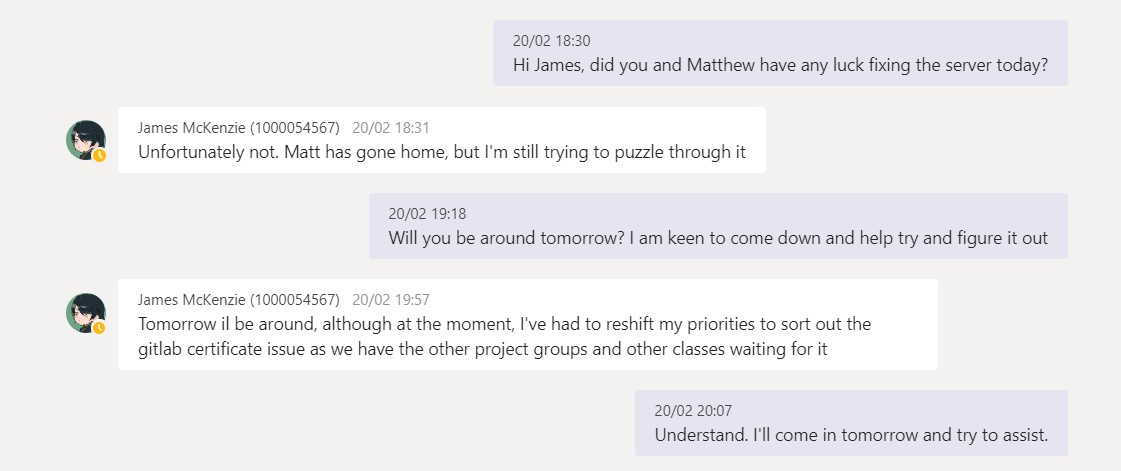 20/02 18:30
Hi James, did you and Matthew have any luck fixing the server today?
James McKenzie (1000054567) 20/02 18:31
Unfortunately not. Matt has gone home, but I'm still trying to puzzle through it
20/02 19:18
Will you be around tomorrow? I am keen to come down and help try and figure it out
James McKenzie (1000054567) 20/02 19:57
Tomorrow il be around, although at the moment, I've had to reshift my priorities to sort out the
gitlab certificate issue as we have the other project groups and other classes waiting for it
20/02 20:07
Understand. I'll come in tomorrow and try to assist.